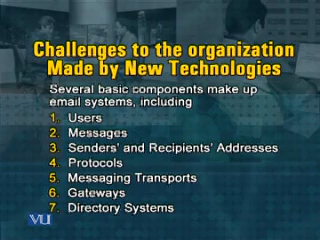 Challenges to the organization
Made by New Technologies
Several basic components make up
email systems, including
1. Users
2. Messages
3. Senders' and Recipients' Addresses
4. Protocols
5. Messaging Transports
6. Gateways
7. Directory Systems
VU